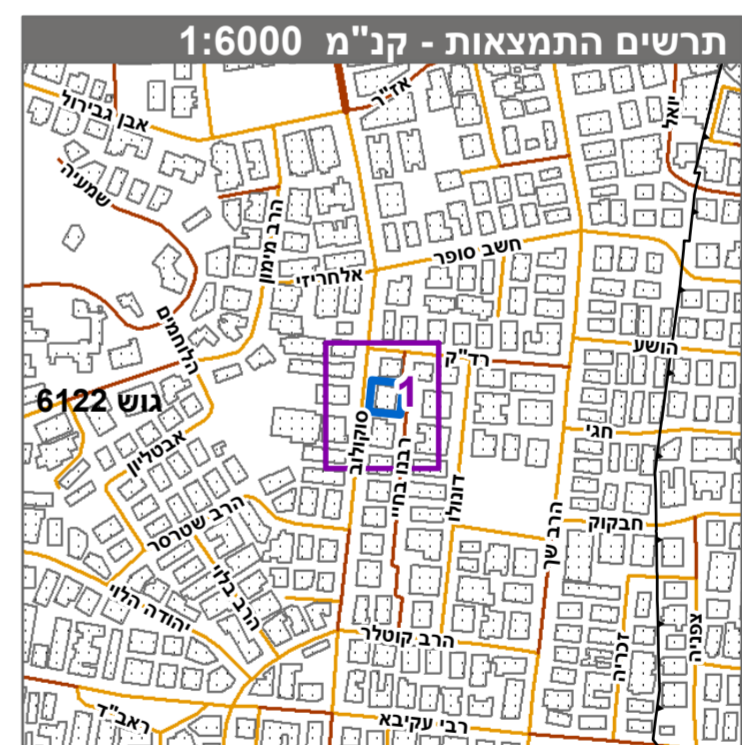 תרשים התמצאות - קנ"מ 1:6000
אז"ר
אבן גבירול
יואל
שמעיה
הרב מימון
חשב סופר
אלחריזי
הלוחמים
הושע
רד"ק
1
גוש 6122
סוקולוב
חגי
רבנו בחיי
אבטליון
דונולו
הרב שטרסר
הרב שך
חבקוק
הרב בלוי
יהודה הלוי
הרב קוטלר
זכריה
צפניה
ראב"ד
רבי עקיבא